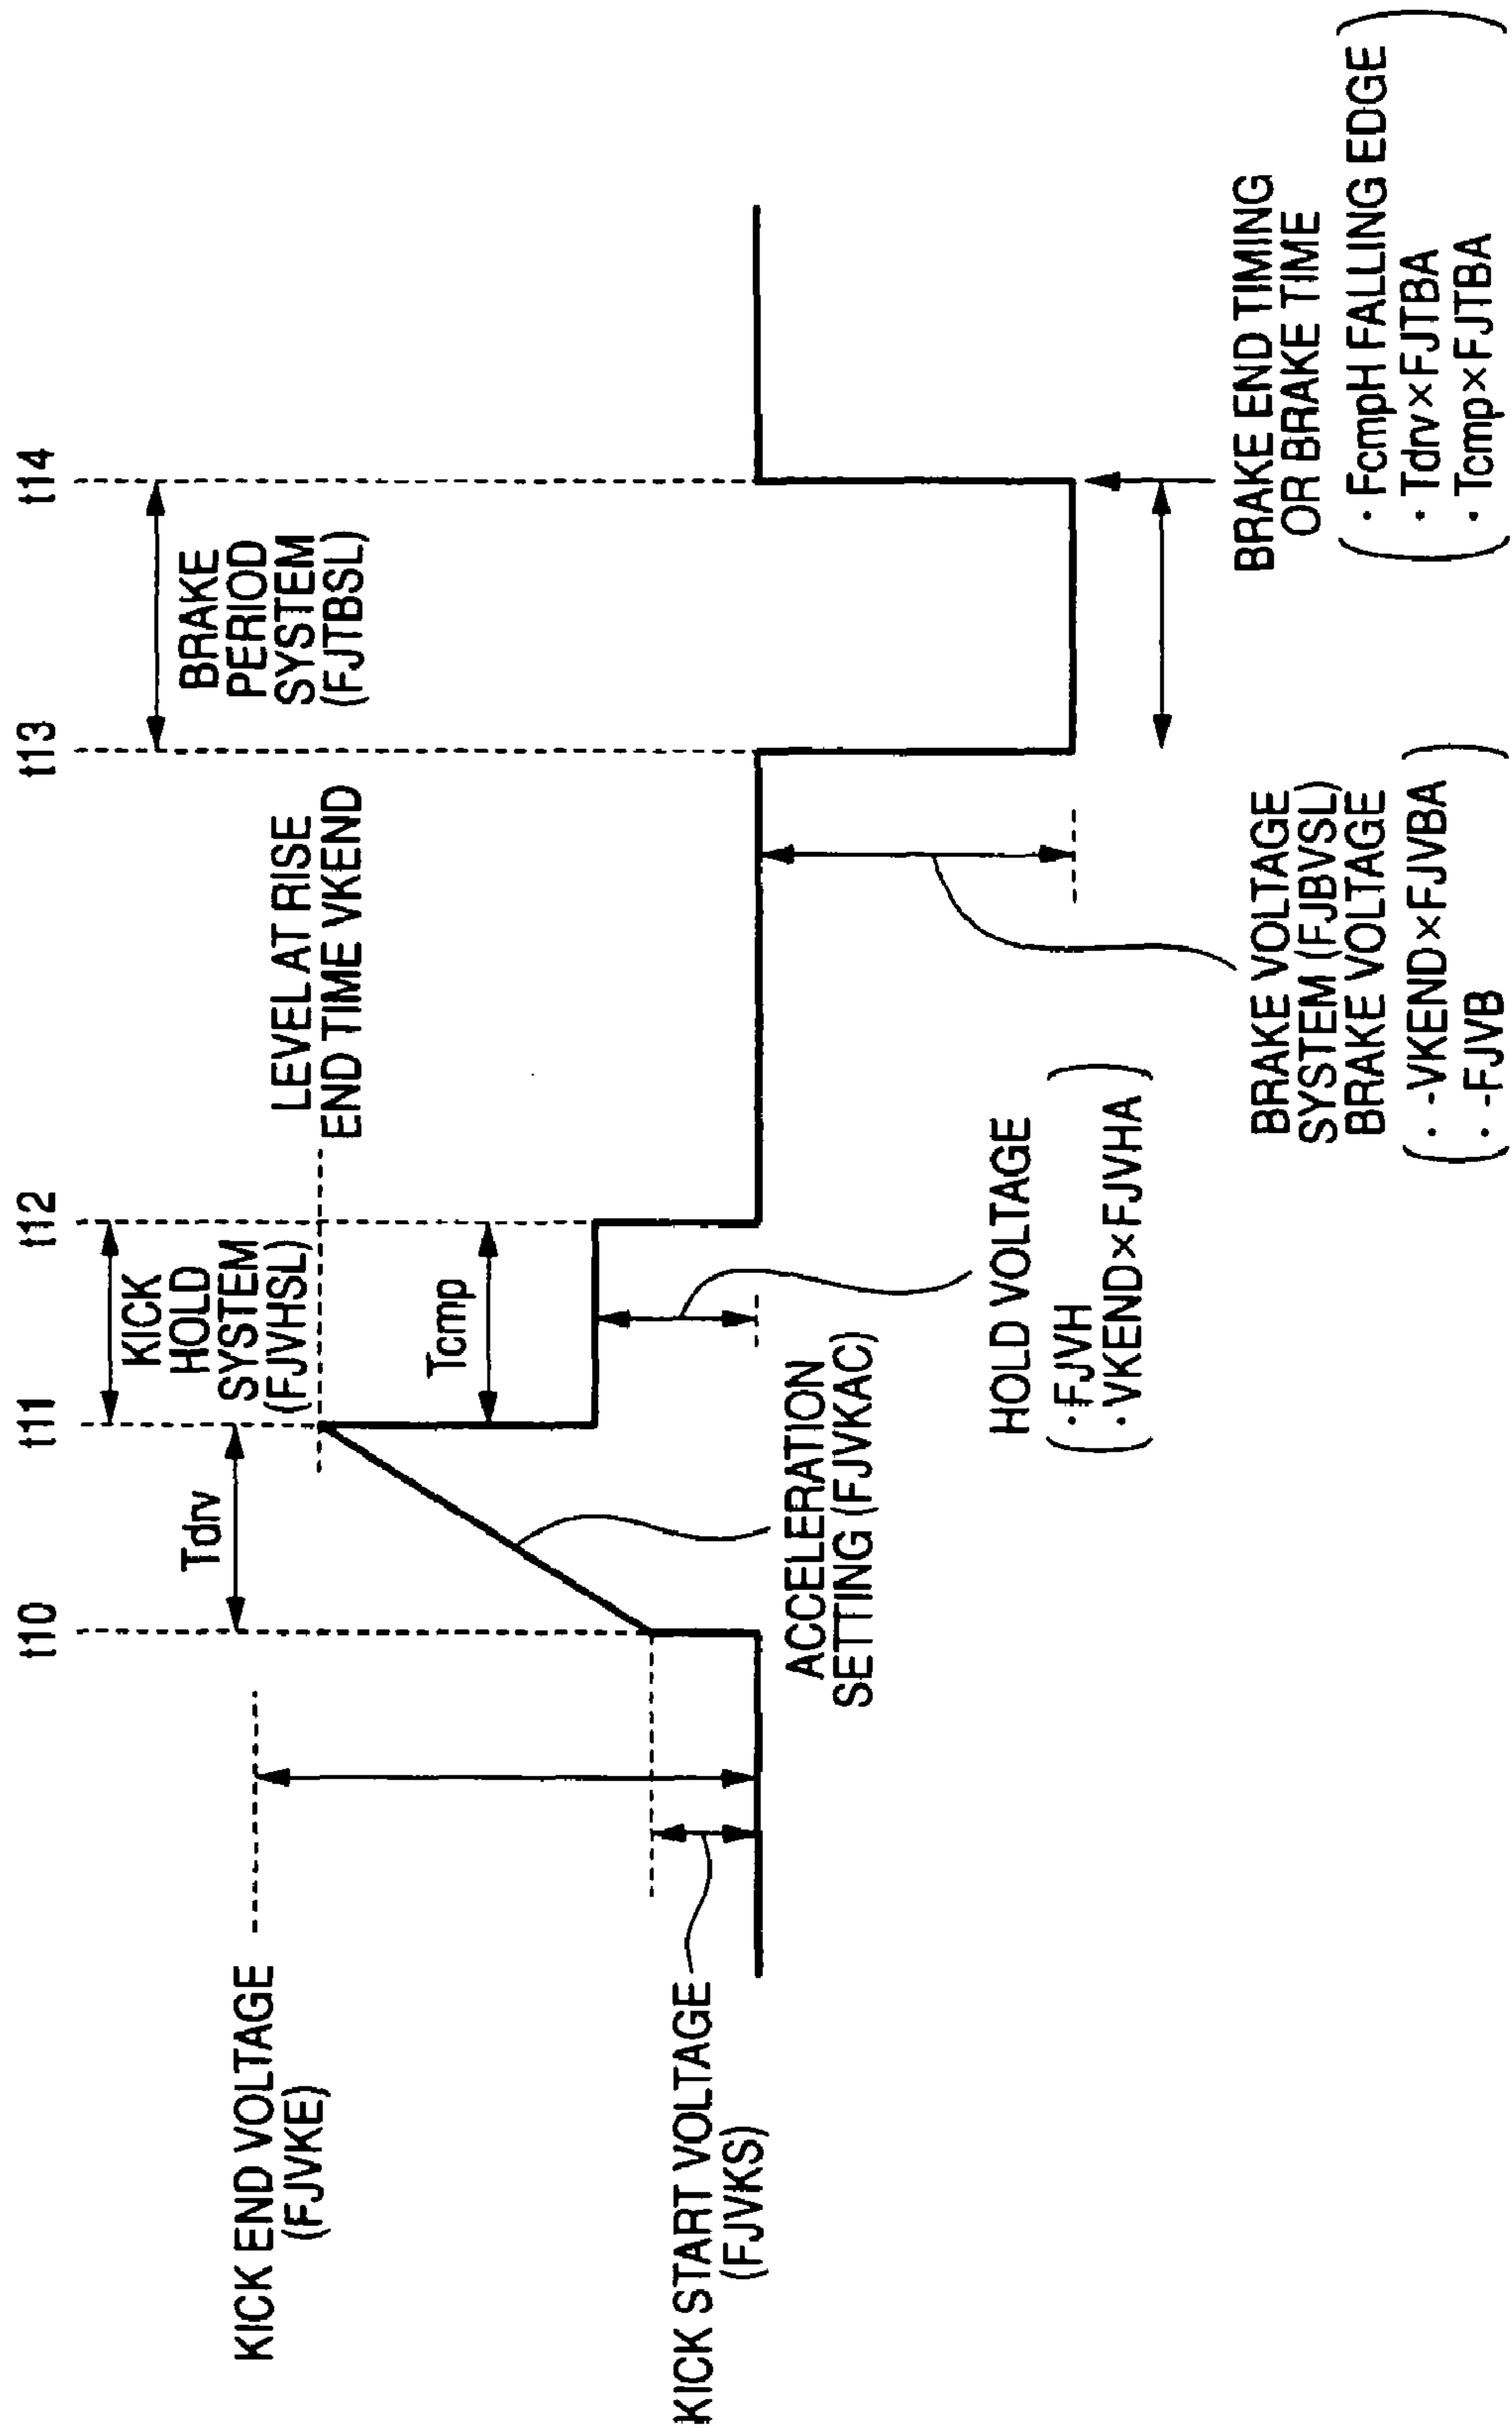 t10
t11
t12
t13
t14
KICK END VOLTAGE
(FJVKE)
KICK START VOLTAGE
(FJVKS)
Tdrv
KICK
HOLD
SYSTEM
(FJVHSL)
Tcmp
LEVEL AT RISE
END TIME VKEND
BRAKE
PERIOD
SYSTEM
(FJTBSL)
ACCELERATION
SETTING (FJVKAC)
HOLD VOLTAGE
·FJVH
·VKEND×FJVHA
BRAKE VOLTAGE
SYSTEM (FJBVSL)
BRAKE VOLTAGE
· -VKEND×FJVBA
· -FJVB
BRAKE END TIMING
OR BRAKE TIME
· FcmpH FALLING EDGE
· Tdrv×FJTBA
· Tcmp×FJTBA